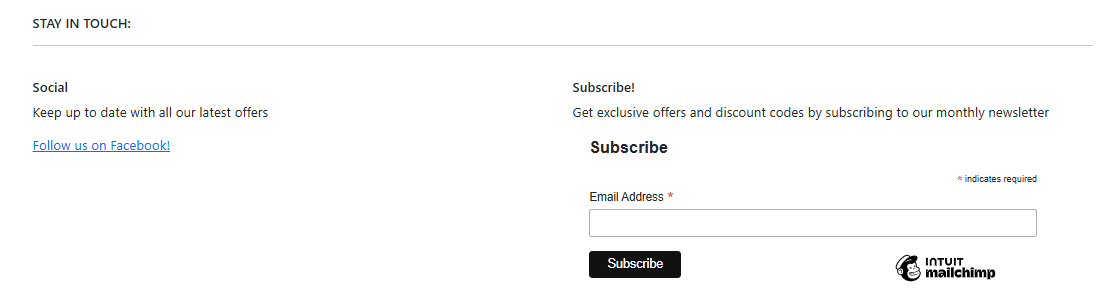 STAY IN TOUCH:
Social
Keep up to date with all our latest offers
Follow us on Facebook!
Subscribe!
Get exclusive offers and discount codes by subscribing to our monthly newsletter
Subscribe
* indicates required
Email Address *
Subscribe
INTUIT
mailchimp